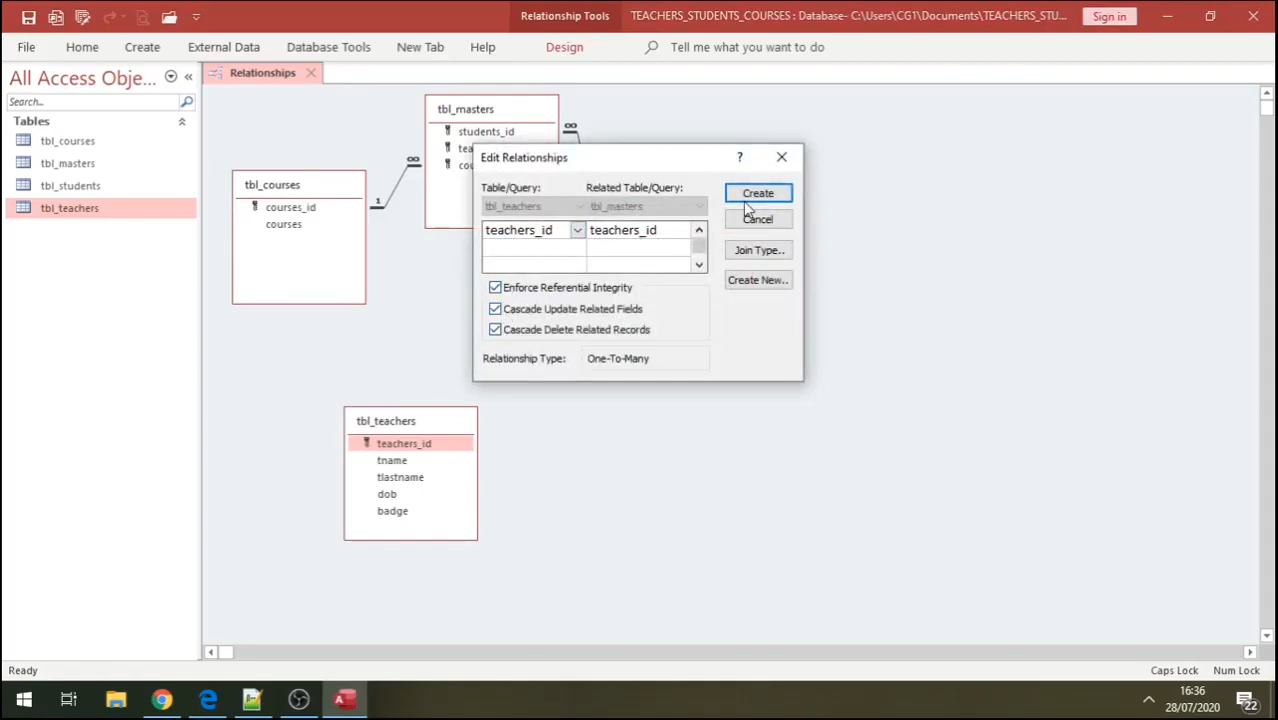 Relationship Tools
TEACHERS_STUDENTS_COURSES : Database- C:\Users\CG1\Documents\TEACHERS_STU...
Sign in
File
Home
Create
External Data
Database Tools
New Tab
Help
Design
Tell me what you want to do
All Access Obje...
Search...
Tables
tbl_courses
tbl_masters
tbl_students
tbl_teachers
Relationships
tbl_masters
students_id
tea
cou
tbl_courses
courses_id
courses
1
∞
∞
Edit Relationships
?
Table/Query:
Related Table/Query:
tbl_teachers
tbl_masters
teachers_id
teachers_id
Enforce Referential Integrity
Cascade Update Related Fields
Cascade Delete Related Records
Relationship Type:
One-To-Many
Create
Cancel
Join Type..
Create New..
tbl_teachers
teachers_id
tname
tlastname
dob
badge
Ready
Caps Lock
Num Lock
16:36
28/07/2020
22